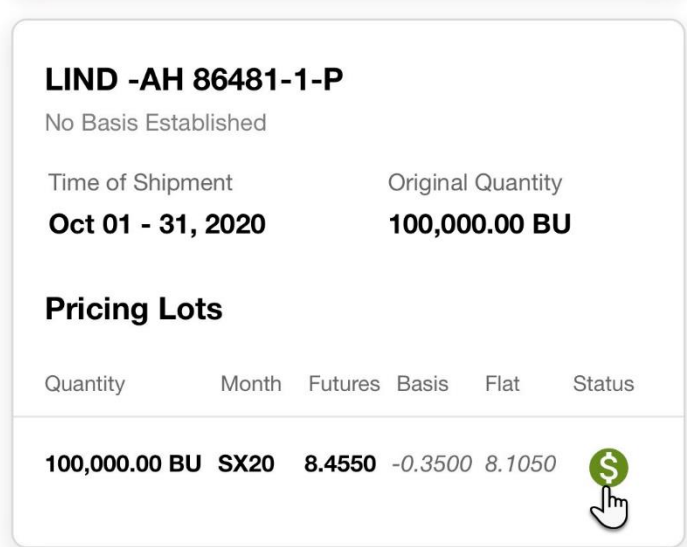 LIND -AH 86481-1-P
No Basis Established
Time of Shipment Original Quantity
Oct 01 - 31, 2020 100,000.00 BU
Pricing Lots
Quantity Month Futures Basis Flat Status
100,000.00 BU SX20 8.4550 -0.3500 8.1050 $